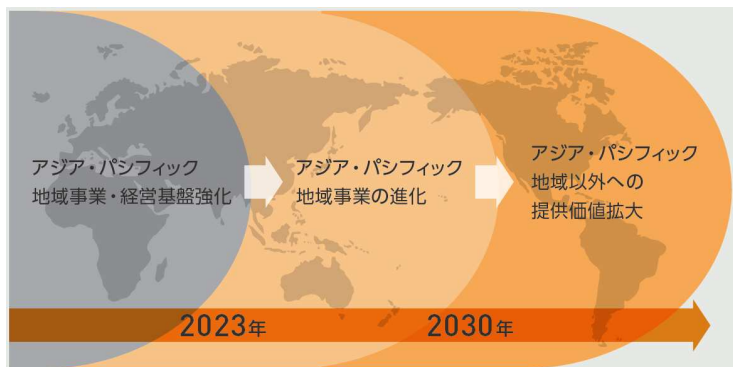 アジア・パシフィック
地域事業・経営基盤強化
アジア・パシフィック
地域事業の進化
アジア・パシフィック
地域以外への
提供価値拡大
2023年
2030年